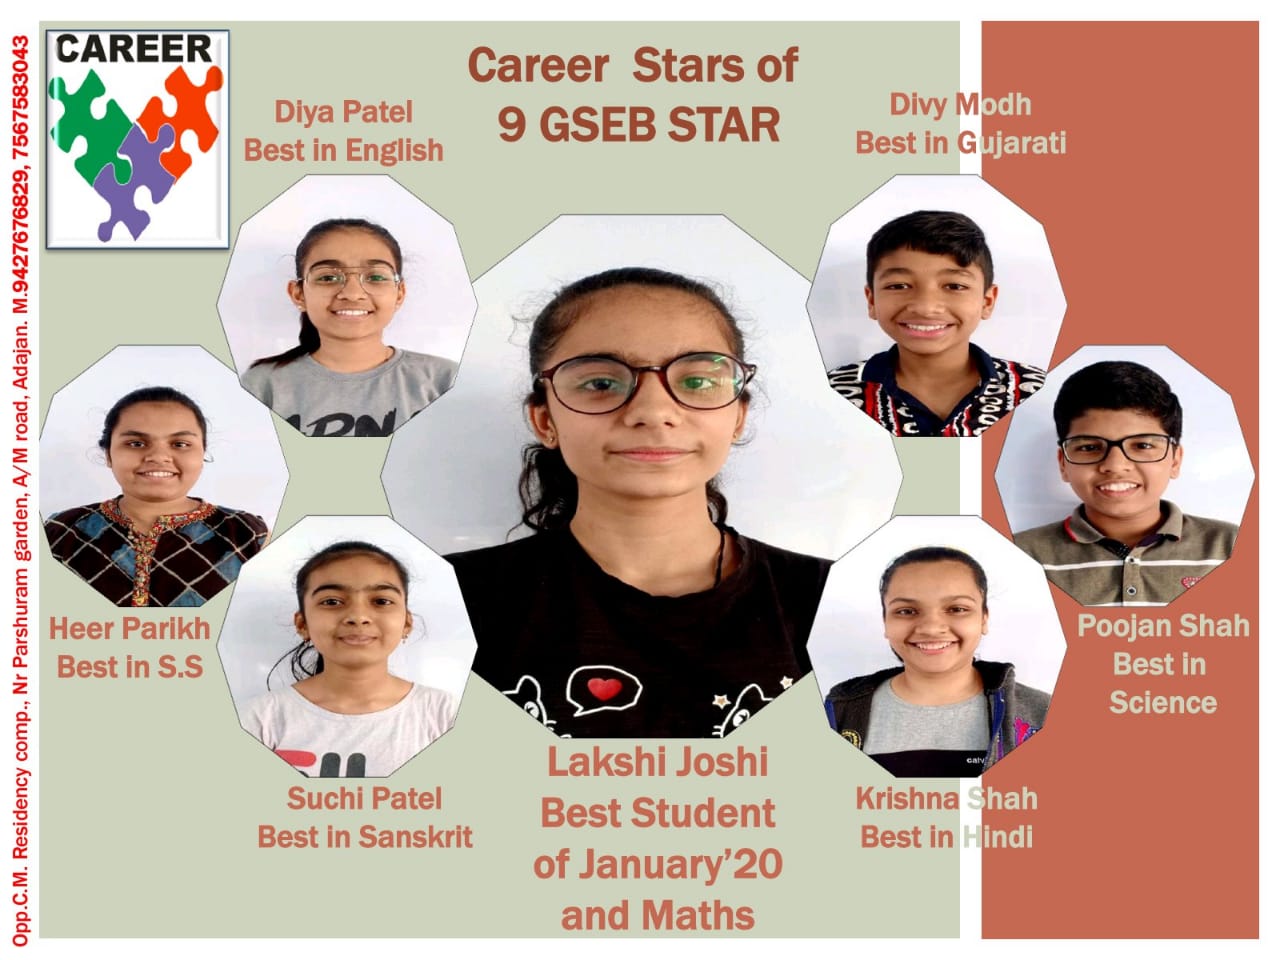 CAREER
Career Stars of
9 GSEB STAR
Diya Patel
Best in English
Divy Modh
Best in Gujarati
Heer Parikh
Best in S.S
Poojan Shah
Best in
Science
Suchi Patel
Best in Sanskrit
Lakshi Joshi
Best Student
of January'20
and Maths
Krishna Shah
Best in Hindi
Opp.C.M. Residency comp., Nr Parshuram garden, A/M road, Adajan. M.9427676829, 7567583043